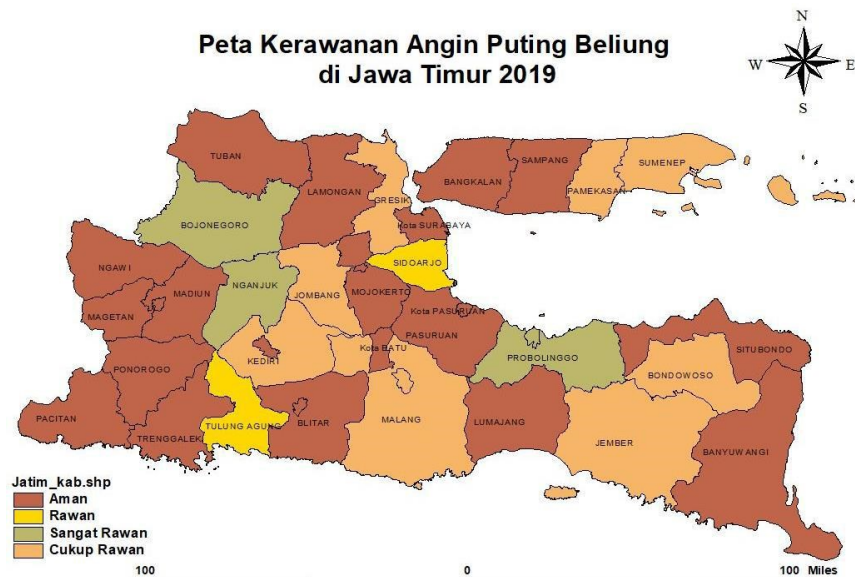 Peta Kerawanan Angin Puting Beliung
di Jawa Timur 2019
N
W E
S
TUBAN
LAMONGAN
GRESIK
BANGKALAN
SAMPANG
PAMEKASAN
SUMENEP
BOJONEGORO
Kota SURABAYA
SIDOARJO
NGAWI
MADIUN
NGANJUK
JOMBANG
MOJOKERTO
MAGETAN
Kota PASURUAN
PASURUAN
KEDIRI
Kota BATU
PROBOLINGGO
SITUBONDO
BONDOWOSO
PONOROGO
PACITAN
TRENGGALEK
TULUNG AGUNG
BLITAR
MALANG
LUMAJANG
JEMBER
BANYUWANGI
Jatim_kab.shp
Aman
Rawan
Sangat Rawan
Cukup Rawan
100 0 100 Miles